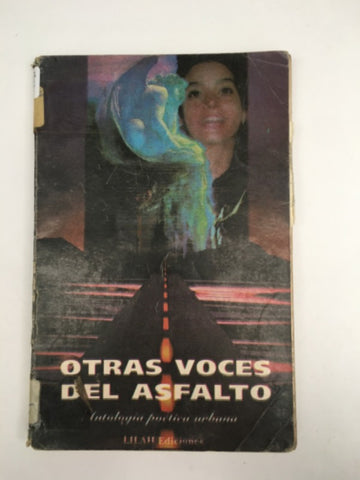 OTRAS VOCES
DEL ASFALTO
Antología poética urbana
LILAH Ediciones